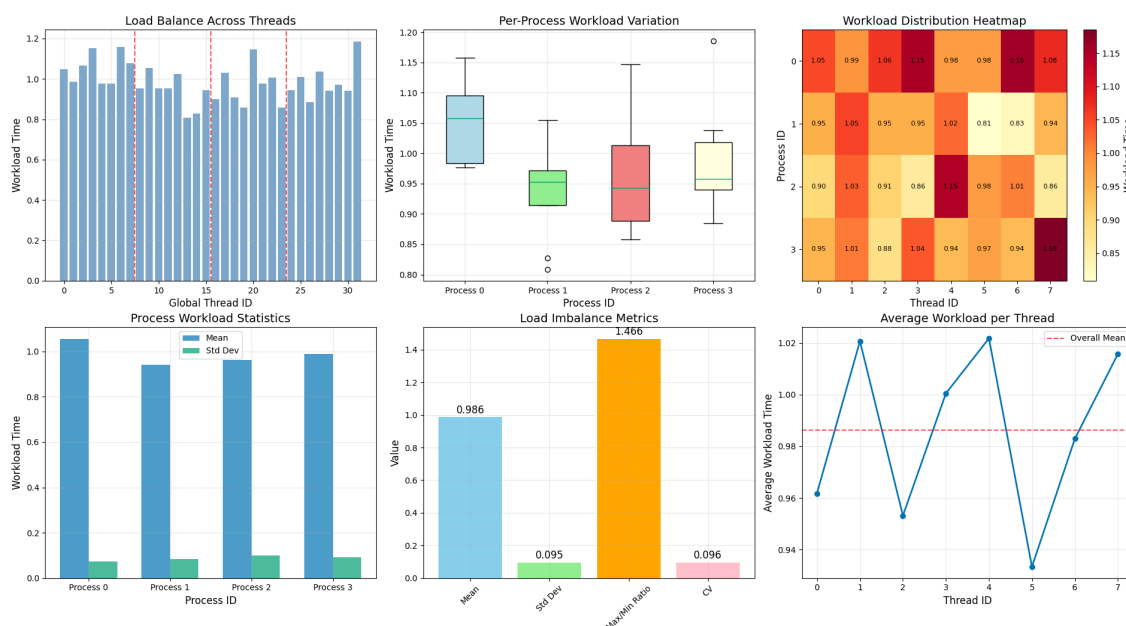 Load Balance Across Threads
Workload Time
1.2
1.0
0.8
0.6
0.4
0.2
0.0
0
5
10
15
20
25
30
Global Thread ID
Per-Process Workload Variation
Workload Time
1.20
1.15
1.10
1.05
1.00
0.95
0.90
0.85
0.80
Process 0
Process 1
Process 2
Process 3
Process ID
Workload Distribution Heatmap
Process ID
0
1.05 0.99 1.06 1.15 0.98 0.98 1.16 1.08
1
0.95 1.05 0.95 0.95 1.02 0.81 0.83 0.94
2
0.90 1.03 0.91 0.86 1.15 0.98 1.01 0.86
3
0.95 1.01 0.88 1.04 0.94 0.97 0.94 1.19
0 1 2 3 4 5 6 7
Thread ID
1.15
1.10
1.05
1.00
0.95
0.90
0.85
Workload Time
Process Workload Statistics
Mean
Std Dev
Workload Time
1.0
0.8
0.6
0.4
0.2
0.0
Process 0
Process 1
Process 2
Process 3
Process ID
Load Imbalance Metrics
Value
1.4
1.2
1.0
0.8
0.6
0.4
0.2
0.0
0.986
0.095
1.466
0.096
Mean
Std Dev
Max/Min Ratio
CV
Average Workload per Thread
Overall Mean
Average Workload Time
1.02
1.00
0.98
0.96
0.94
0 1 2 3 4 5 6 7
Thread ID